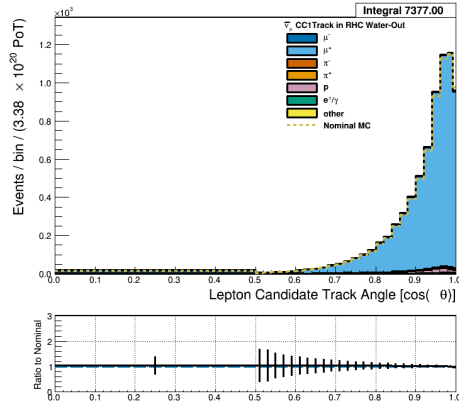 Integral 7377.00
×10³
ν̄μ CC1Track in RHC Water-Out
μ⁻
μ⁺
π⁻
π⁺
p
e±/γ
other
Nominal MC
Events / bin / (3.38 × 10²⁰ PoT)
1.2
1.0
0.8
0.6
0.4
0.2
0.0
0.0 0.1 0.2 0.3 0.4 0.5 0.6 0.7 0.8 0.9 1.0
Lepton Candidate Track Angle [cos( θ)]
Ratio to Nominal
3
2
1
0
0.0 0.1 0.2 0.3 0.4 0.5 0.6 0.7 0.8 0.9 1.0